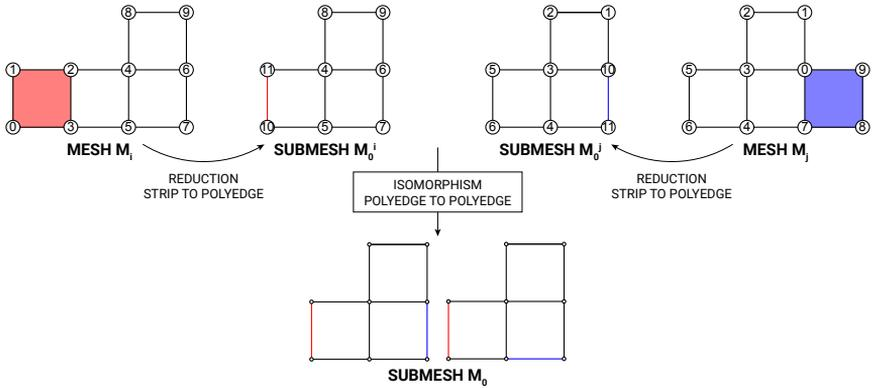 8 9 8 9 2 1 2 1
1 2 4 6 11 4 6 5 3 10 5 3 0 9
0 3 5 7 10 5 7 6 4 11 6 4 7 8
MESH Mi SUBMESH M0i SUBMESH M0j MESH Mj
REDUCTION
STRIP TO POLYEDGE
ISOMORPHISM
POLYEDGE TO POLYEDGE
REDUCTION
STRIP TO POLYEDGE
SUBMESH M0